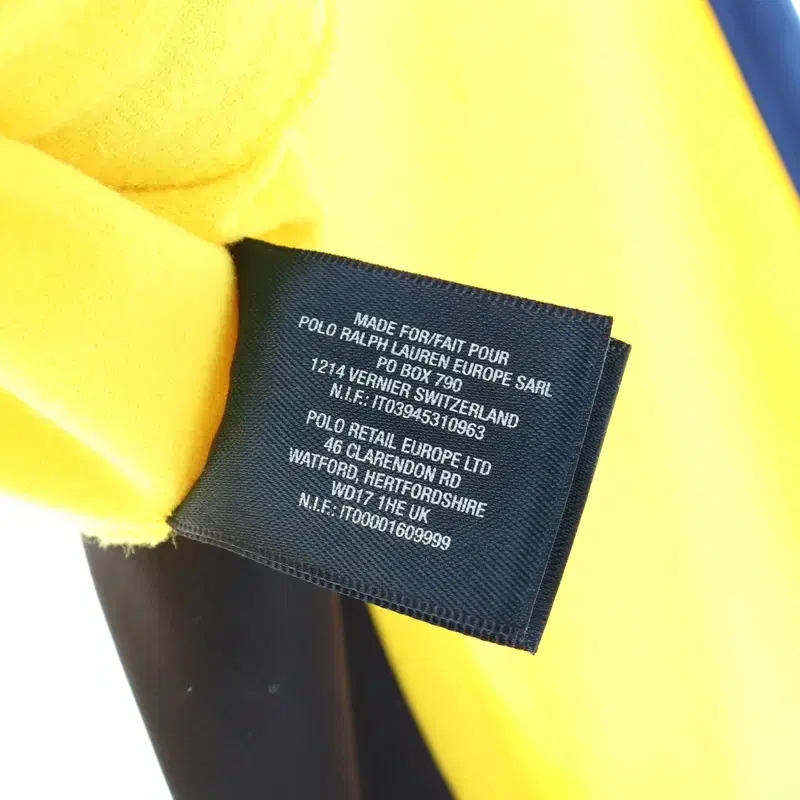 MADE FOR/FAIT POUR
POLO RALPH LAUREN EUROPE SARL
PO BOX 790
1214 VERNIER SWITZERLAND
N.I.F.: IT03945310963
POLO RETAIL EUROPE LTD
46 CLARENDON RD
WATFORD, HERTFORDSHIRE
WD17 1HE UK
N.I.F.: IT00001609999